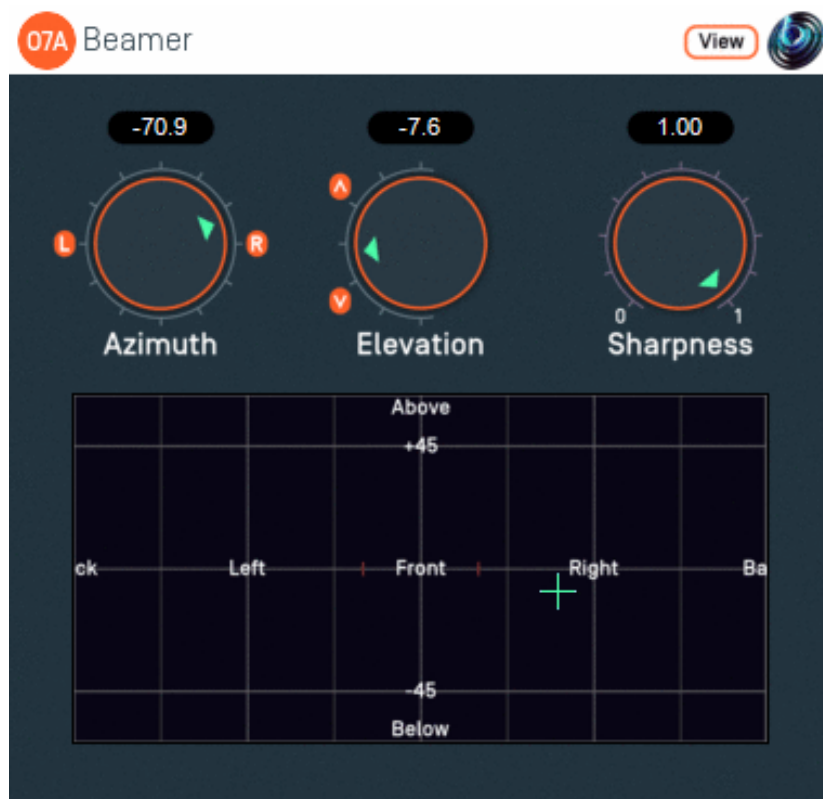 O7A Beamer View
-70.9 -7.6 1.00
L R ʌ v
0 1
Azimuth Elevation Sharpness
Above
+45
ck Left Front Right Ba
-45
Below